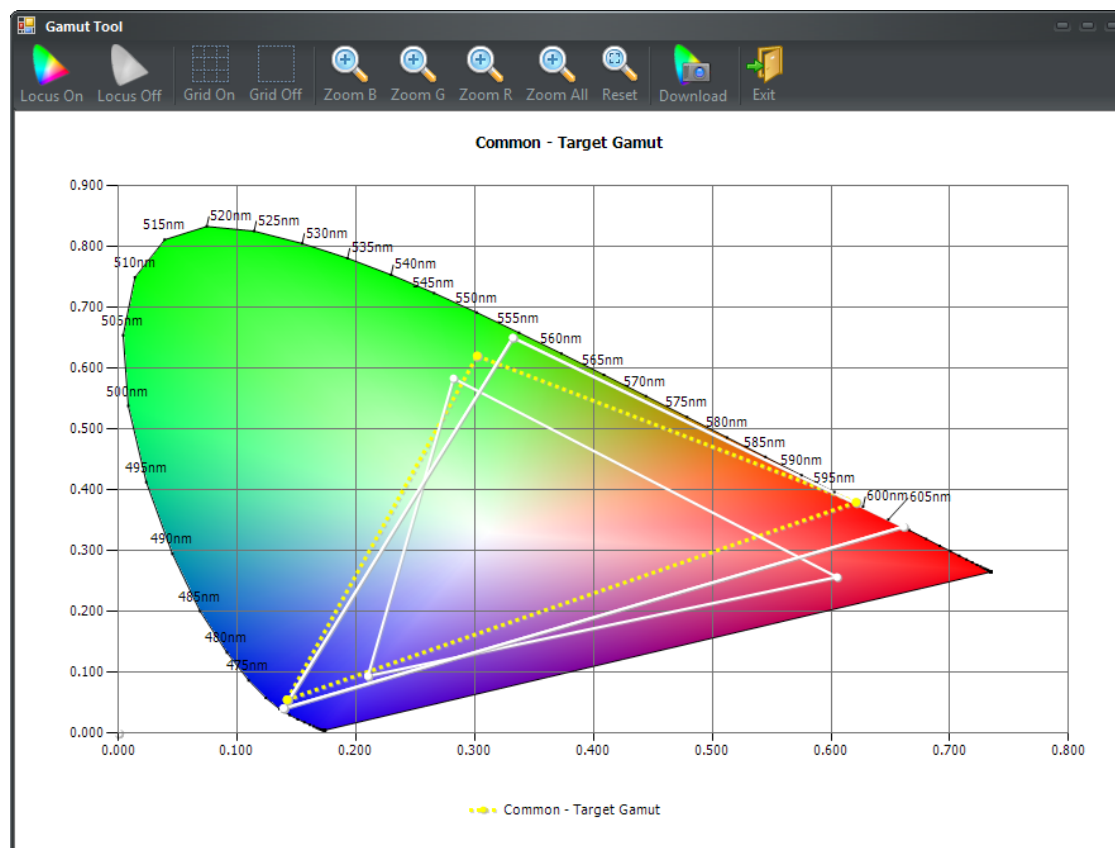 Gamut Tool
Locus On Locus Off Grid On Grid Off Zoom B Zoom G Zoom R Zoom All Reset Download Exit
Common - Target Gamut
0.900
520nm
515nm 525nm
530nm
0.800 535nm
510nm 540nm
545nm
550nm
0.700
505nm 555nm
560nm
0.600 565nm
500nm 570nm
575nm
0.500 580nm
585nm
495nm 590nm
0.400 595nm
600nm 605nm
490nm
0.300
485nm
0.200
480nm
475nm
0.100
0.000
0.000 0.100 0.200 0.300 0.400 0.500 0.600 0.700 0.800
Common - Target Gamut